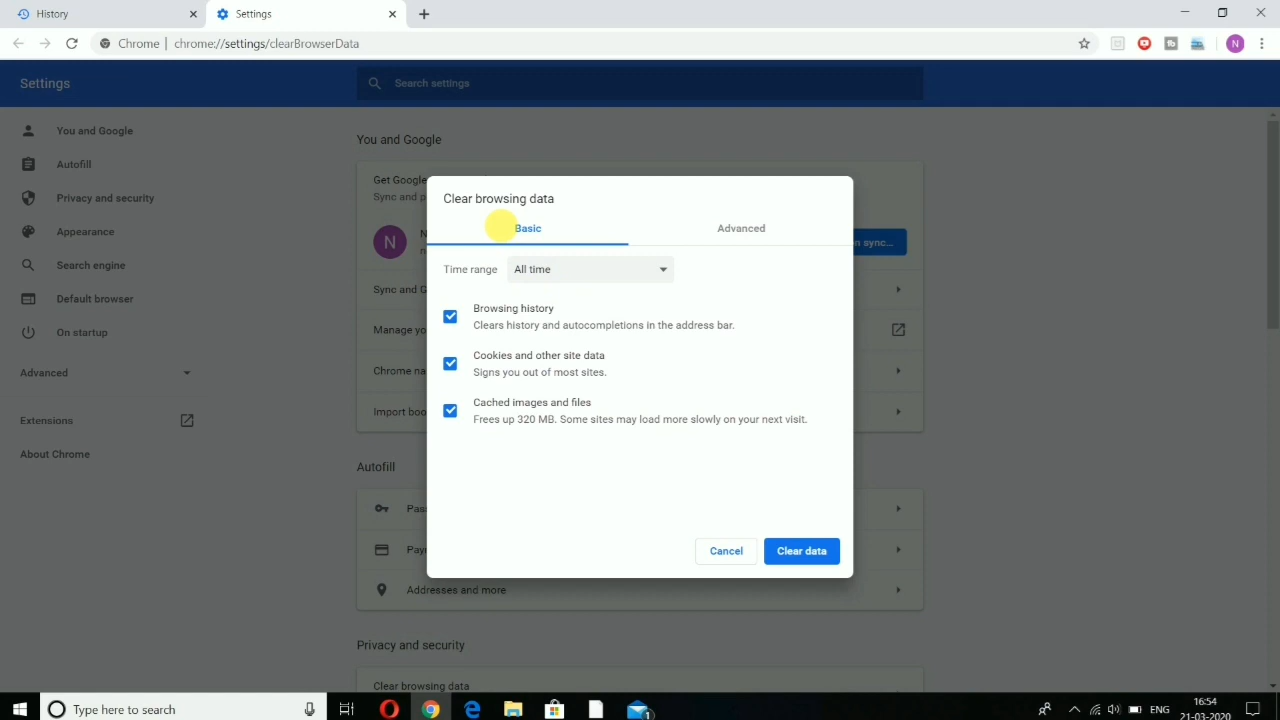 History
Settings
Chrome | chrome://settings/clearBrowserData
N
Settings
Search settings
You and Google
Autofill
Privacy and security
Appearance
Search engine
Default browser
On startup
Advanced
Extensions
About Chrome
You and Google
Get Google
Sync and p
N
N
n sync...
Sync and G
Manage yo
Chrome na
Import boo
Clear browsing data
Basic
Advanced
Time range
All time
Browsing history
Clears history and autocompletions in the address bar.
Cookies and other site data
Signs you out of most sites.
Cached images and files
Frees up 320 MB. Some sites may load more slowly on your next visit.
Cancel
Clear data
Autofill
Pas
Pay
Addresses and more
Privacy and security
Clear browsing data
Type here to search
1
ENG
16:54
21-03-2020